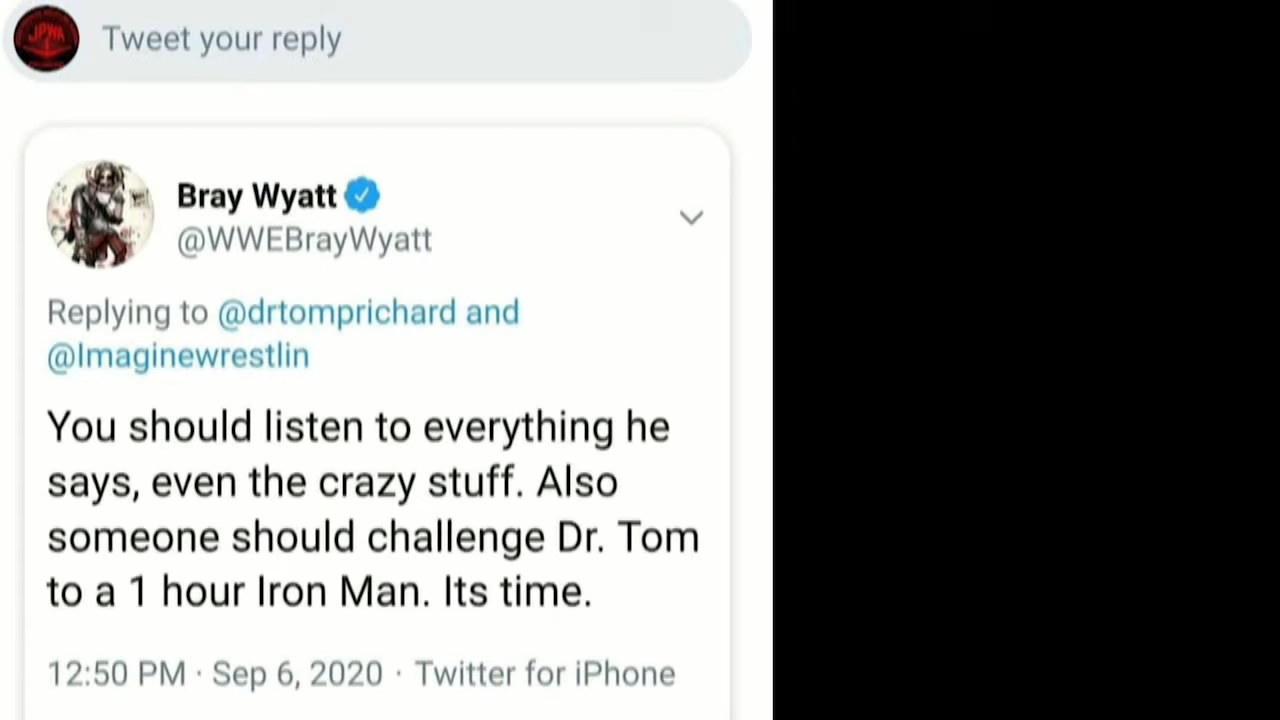 JPWA
Tweet your reply
Bray Wyatt
@WWEBrayWyatt
Replying to @drtomprichard and
@Imaginewrestlin
You should listen to everything he
says, even the crazy stuff. Also
someone should challenge Dr. Tom
to a 1 hour Iron Man. Its time.
12:50 PM · Sep 6, 2020 · Twitter for iPhone